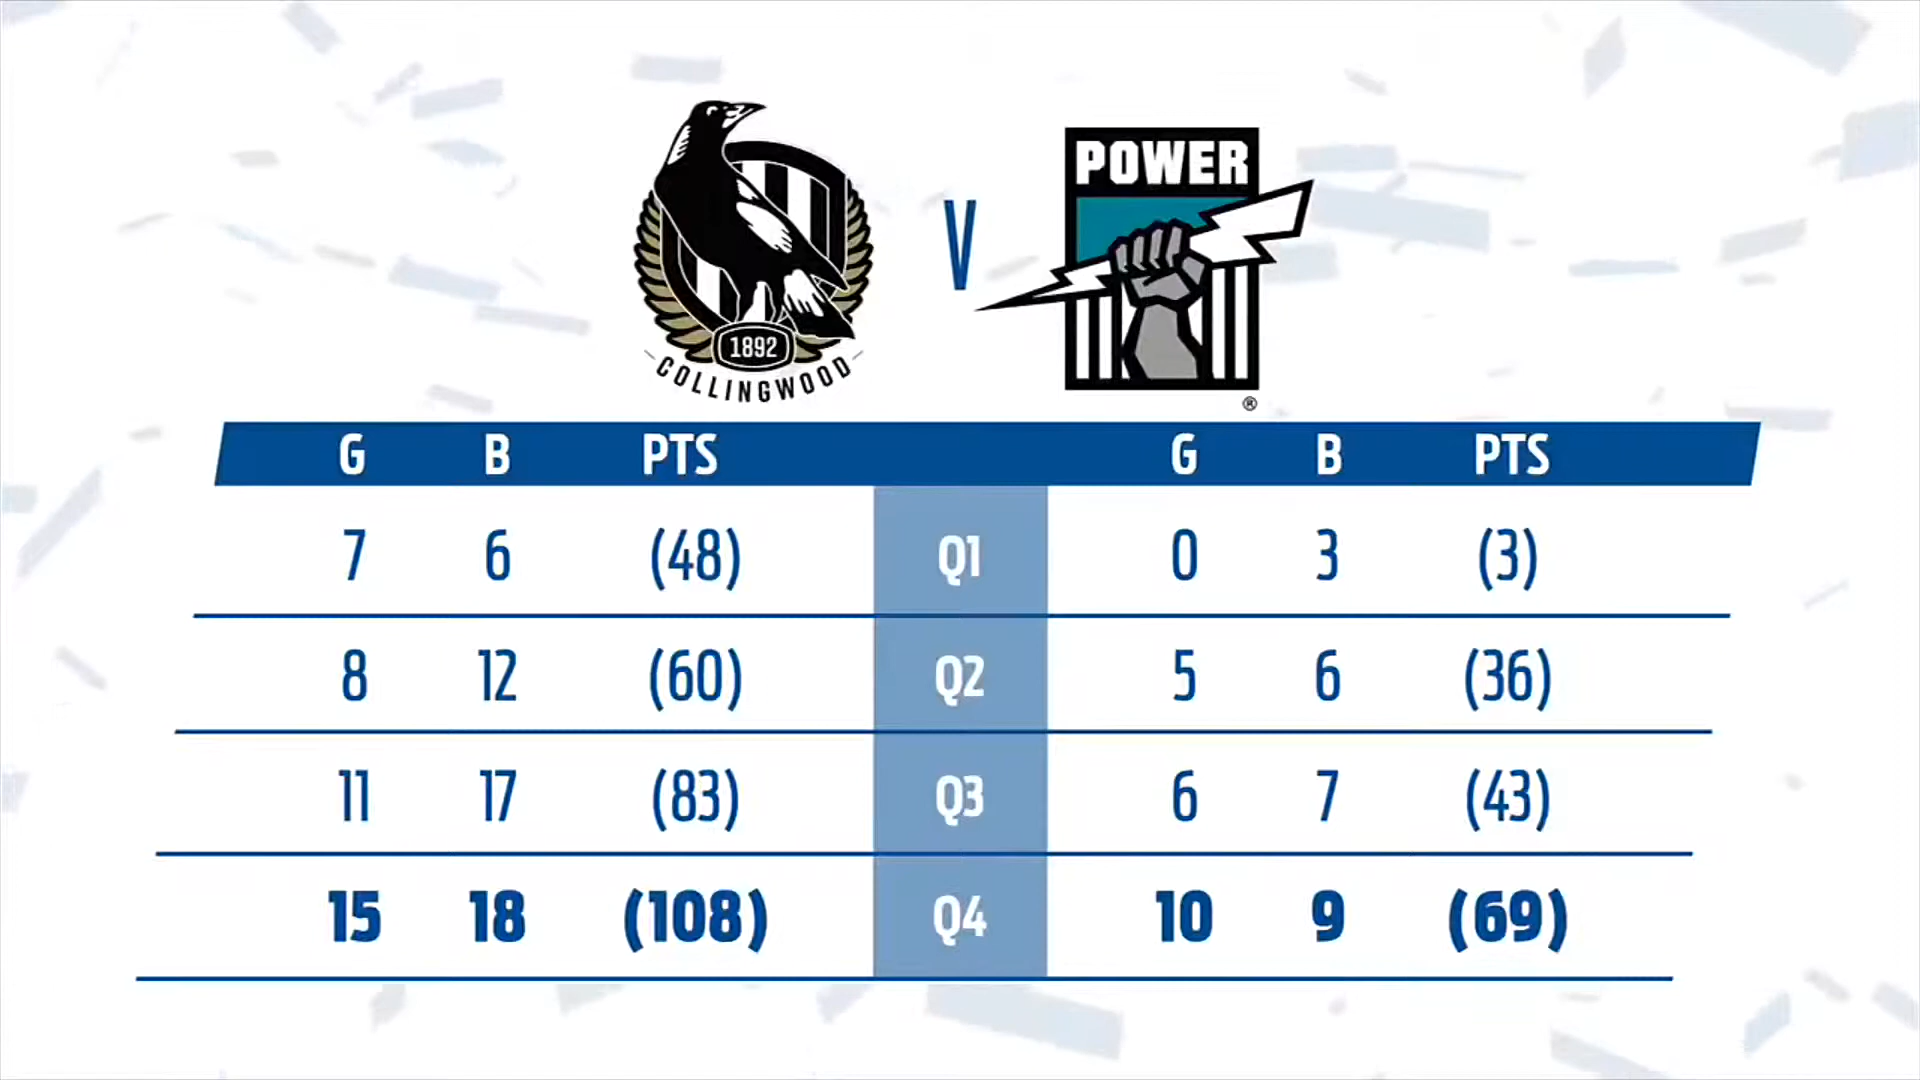 POWER
V
1892
COLLINGWOOD
®
G B PTS G B PTS
7 6 (48) Q1 0 3 (3)
8 12 (60) Q2 5 6 (36)
11 17 (83) Q3 6 7 (43)
15 18 (108) Q4 10 9 (69)